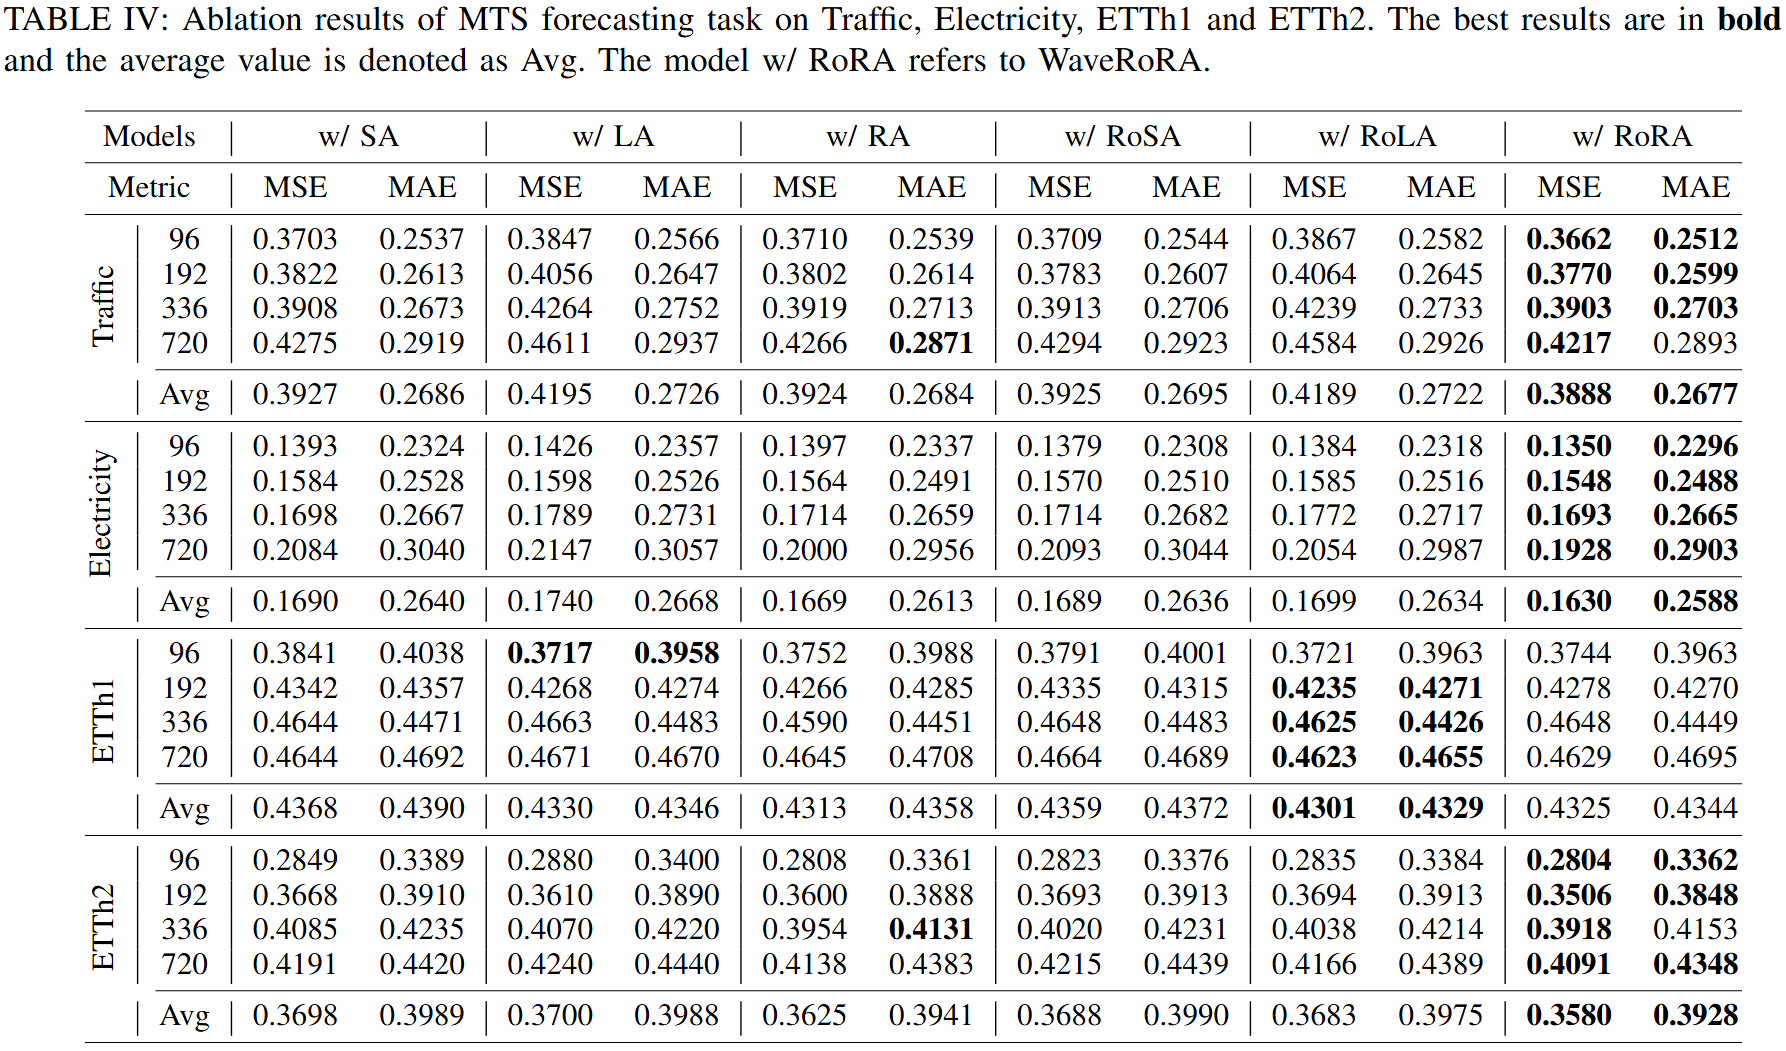 TABLE IV: Ablation results of MTS forecasting task on Traffic, Electricity, ETTh1 and ETTh2. The best results are in bold
and the average value is denoted as Avg. The model w/ RoRA refers to WaveRoRA.
Models w/ SA w/ LA w/ RA w/ RoSA w/ RoLA w/ RoRA
Metric MSE MAE MSE MAE MSE MAE MSE MAE MSE MAE MSE MAE
Traffic
96 0.3703 0.2537 0.3847 0.2566 0.3710 0.2539 0.3709 0.2544 0.3867 0.2582 0.3662 0.2512
192 0.3822 0.2613 0.4056 0.2647 0.3802 0.2614 0.3783 0.2607 0.4064 0.2645 0.3770 0.2599
336 0.3908 0.2673 0.4264 0.2752 0.3919 0.2713 0.3913 0.2706 0.4239 0.2733 0.3903 0.2703
720 0.4275 0.2919 0.4611 0.2937 0.4266 0.2871 0.4294 0.2923 0.4584 0.2926 0.4217 0.2893
Avg 0.3927 0.2686 0.4195 0.2726 0.3924 0.2684 0.3925 0.2695 0.4189 0.2722 0.3888 0.2677
Electricity
96 0.1393 0.2324 0.1426 0.2357 0.1397 0.2337 0.1379 0.2308 0.1384 0.2318 0.1350 0.2296
192 0.1584 0.2528 0.1598 0.2526 0.1564 0.2491 0.1570 0.2510 0.1585 0.2516 0.1548 0.2488
336 0.1698 0.2667 0.1789 0.2731 0.1714 0.2659 0.1714 0.2682 0.1772 0.2717 0.1693 0.2665
720 0.2084 0.3040 0.2147 0.3057 0.2000 0.2956 0.2093 0.3044 0.2054 0.2987 0.1928 0.2903
Avg 0.1690 0.2640 0.1740 0.2668 0.1669 0.2613 0.1689 0.2636 0.1699 0.2634 0.1630 0.2588
ETTh1
96 0.3841 0.4038 0.3717 0.3958 0.3752 0.3988 0.3791 0.4001 0.3721 0.3963 0.3744 0.3963
192 0.4342 0.4357 0.4268 0.4274 0.4266 0.4285 0.4335 0.4315 0.4235 0.4271 0.4278 0.4270
336 0.4644 0.4471 0.4663 0.4483 0.4590 0.4451 0.4648 0.4483 0.4625 0.4426 0.4648 0.4449
720 0.4644 0.4692 0.4671 0.4670 0.4645 0.4708 0.4664 0.4689 0.4623 0.4655 0.4629 0.4695
Avg 0.4368 0.4390 0.4330 0.4346 0.4313 0.4358 0.4359 0.4372 0.4301 0.4329 0.4325 0.4344
ETTh2
96 0.2849 0.3389 0.2880 0.3400 0.2808 0.3361 0.2823 0.3376 0.2835 0.3384 0.2804 0.3362
192 0.3668 0.3910 0.3610 0.3890 0.3600 0.3888 0.3693 0.3913 0.3694 0.3913 0.3506 0.3848
336 0.4085 0.4235 0.4070 0.4220 0.3954 0.4131 0.4020 0.4231 0.4038 0.4214 0.3918 0.4153
720 0.4191 0.4420 0.4240 0.4440 0.4138 0.4383 0.4215 0.4439 0.4166 0.4389 0.4091 0.4348
Avg 0.3698 0.3989 0.3700 0.3988 0.3625 0.3941 0.3688 0.3990 0.3683 0.3975 0.3580 0.3928